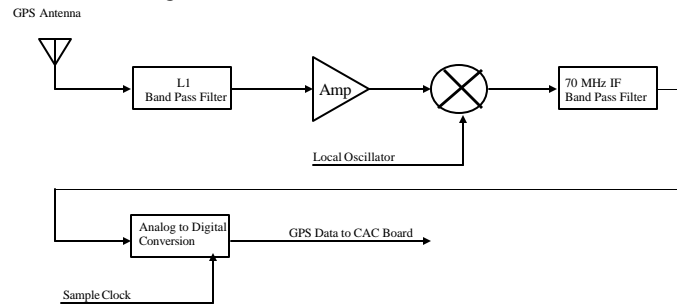 GPS Antenna
L1
Band Pass Filter
Amp
70 MHz IF
Band Pass Filter
Local Oscillator
Analog to Digital
Conversion
GPS Data to CAC Board
Sample Clock